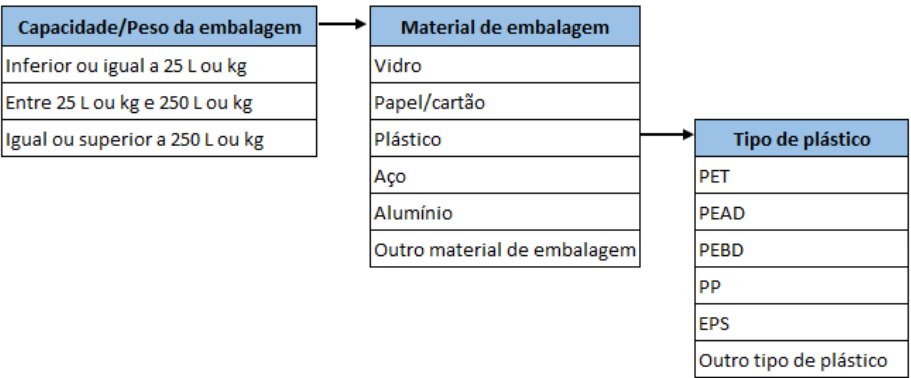 Capacidade/Peso da embalagem
Inferior ou igual a 25 L ou kg
Entre 25 L ou kg e 250 L ou kg
Igual ou superior a 250 L ou kg
Material de embalagem
Vidro
Papel/cartão
Plástico
Aço
Alumínio
Outro material de embalagem
Tipo de plástico
PET
PEAD
PEBD
PP
EPS
Outro tipo de plástico